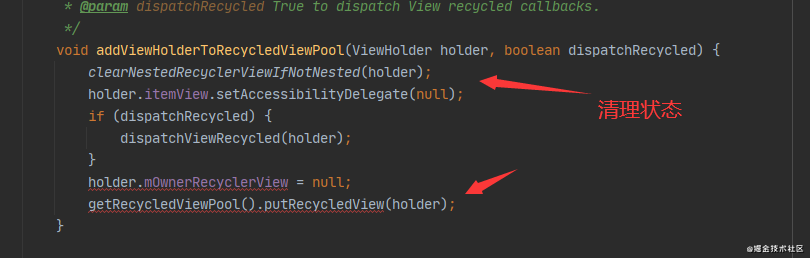 * @param dispatchRecycled True to dispatch View recycled callbacks.
*/
void addViewHolderToRecycledViewPool(ViewHolder holder, boolean dispatchRecycled) {
clearNestedRecyclerViewIfNotNested(holder);
holder.itemView.setAccessibilityDelegate(null);
清理状态
if (dispatchRecycled) {
dispatchViewRecycled(holder);
}
holder.mOwnerRecyclerView = null;
getRecycledViewPool().putRecycledView(holder);
}
@掘金技术社区